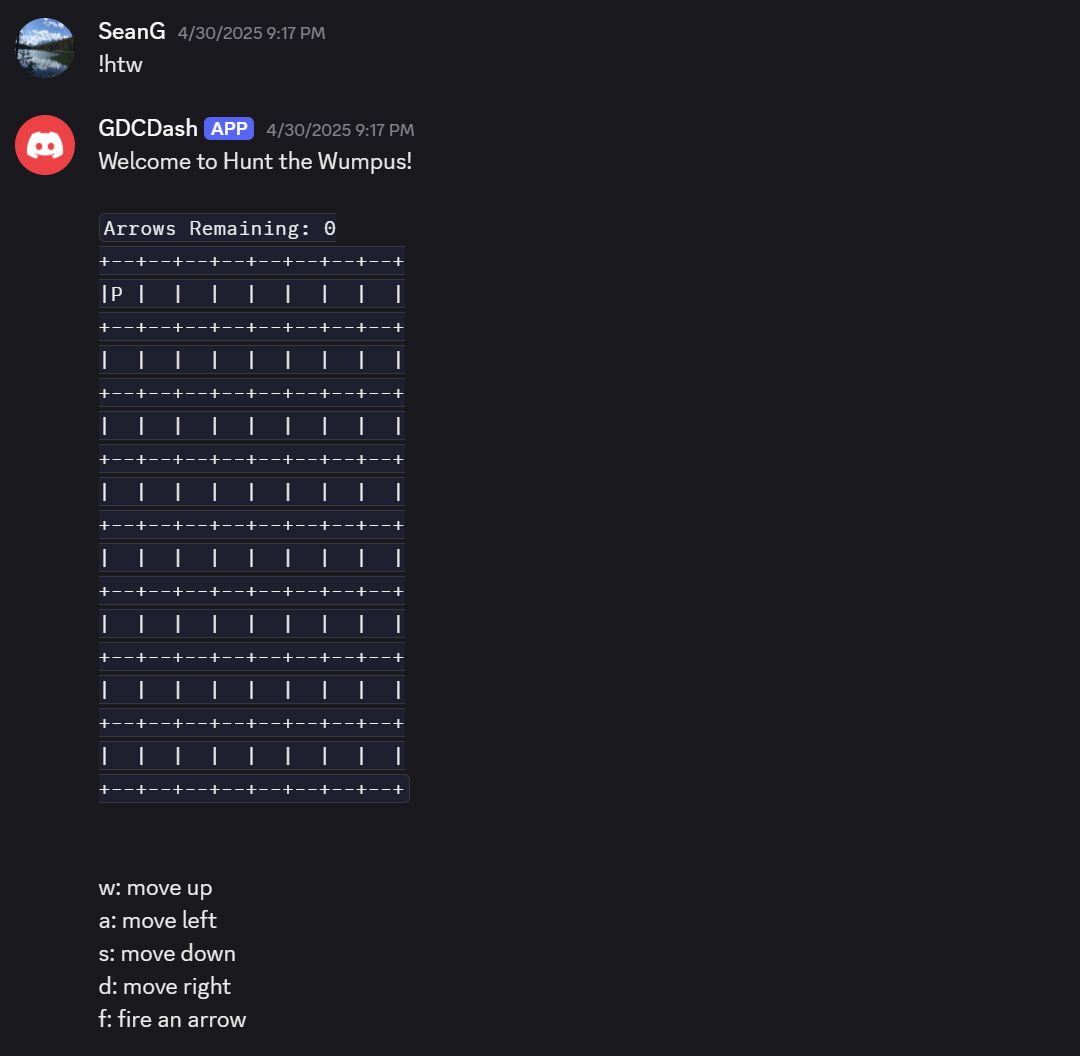 SeanG 4/30/2025 9:17 PM
!htw
GDCDash APP 4/30/2025 9:17 PM
Welcome to Hunt the Wumpus!
Arrows Remaining: 0
+--+--+--+--+--+--+--+--+
|P |  |  |  |  |  |  |  |
+--+--+--+--+--+--+--+--+
|  |  |  |  |  |  |  |  |
+--+--+--+--+--+--+--+--+
|  |  |  |  |  |  |  |  |
+--+--+--+--+--+--+--+--+
|  |  |  |  |  |  |  |  |
+--+--+--+--+--+--+--+--+
|  |  |  |  |  |  |  |  |
+--+--+--+--+--+--+--+--+
|  |  |  |  |  |  |  |  |
+--+--+--+--+--+--+--+--+
|  |  |  |  |  |  |  |  |
+--+--+--+--+--+--+--+--+
|  |  |  |  |  |  |  |  |
+--+--+--+--+--+--+--+--+
w: move up
a: move left
s: move down
d: move right
f: fire an arrow